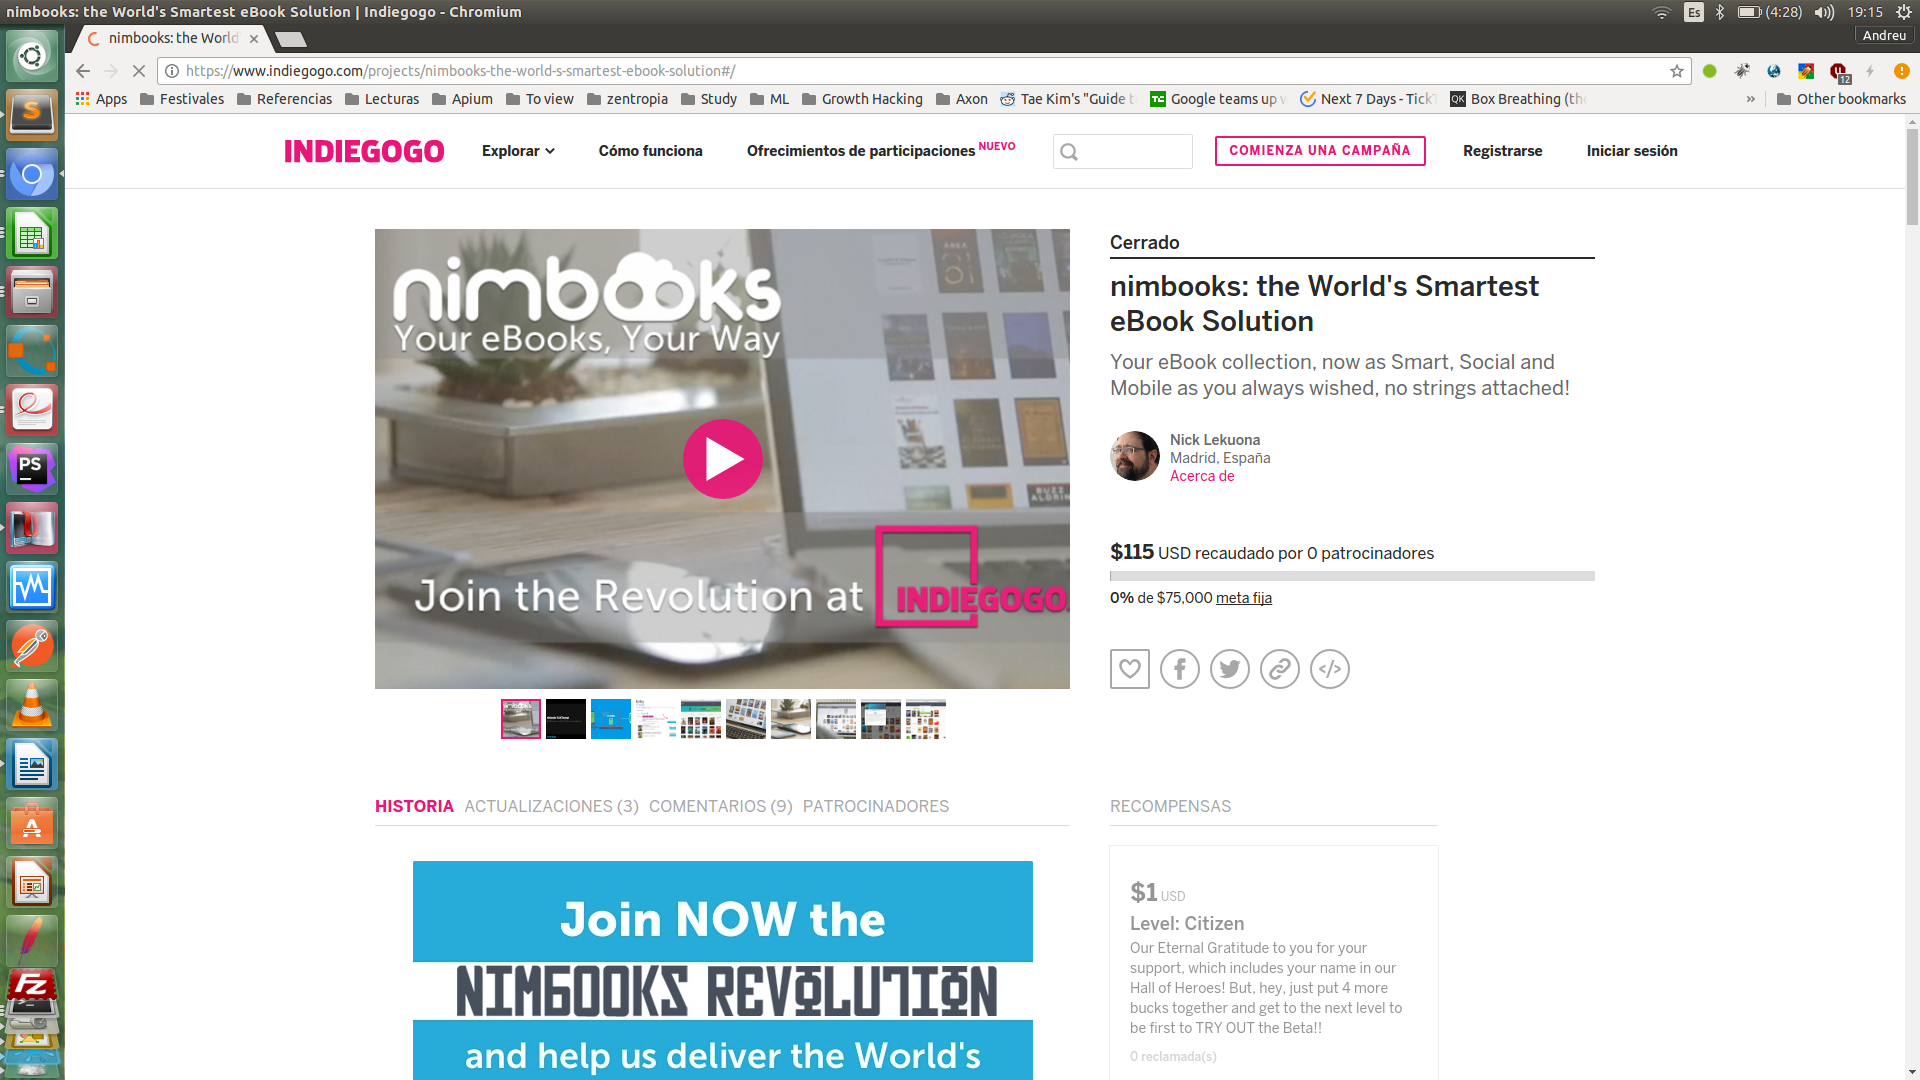 nimbooks: the World's Smartest eBook Solution | Indiegogo - Chromium
Es
(4:28)
19:15
nimbooks: the World'
Andreu
https://www.indiegogo.com/projects/nimbooks-the-world-s-smartest-ebook-solution#/
12
Apps
Festivales
Referencias
Lecturas
Apium
To view
zentropia
Study
ML
Growth Hacking
Axon
Tae Kim's "Guide t
Google teams up
Next 7 Days - Tick
Box Breathing (th
»
Other bookmarks
INDIEGOGO
Explorar
Cómo funciona
Ofrecimientos de participaciones NUEVO
COMIENZA UNA CAMPAÑA
Registrarse
Iniciar sesión
nimbooks
Your eBooks, Your Way
BUZZ
ALDRIN
Join the Revolution at
INDIEGOGO
Cerrado
nimbooks: the World's Smartest
eBook Solution
Your eBook collection, now as Smart, Social and
Mobile as you always wished, no strings attached!
Nick Lekuona
Madrid, España
Acerca de
$115 USD recaudado por 0 patrocinadores
0% de $75,000 meta fija
HISTORIA
ACTUALIZACIONES (3)
COMENTARIOS (9)
PATROCINADORES
RECOMPENSAS
Join NOW the
NIMBOOKS REVOLUTION
and help us deliver the World's
$1 USD
Level: Citizen
Our Eternal Gratitude to you for your
support, which includes your name in our
Hall of Heroes! But, hey, just put 4 more
bucks together and get to the next level to
be first to TRY OUT the Beta!!
0 reclamada(s)
PS
FZ